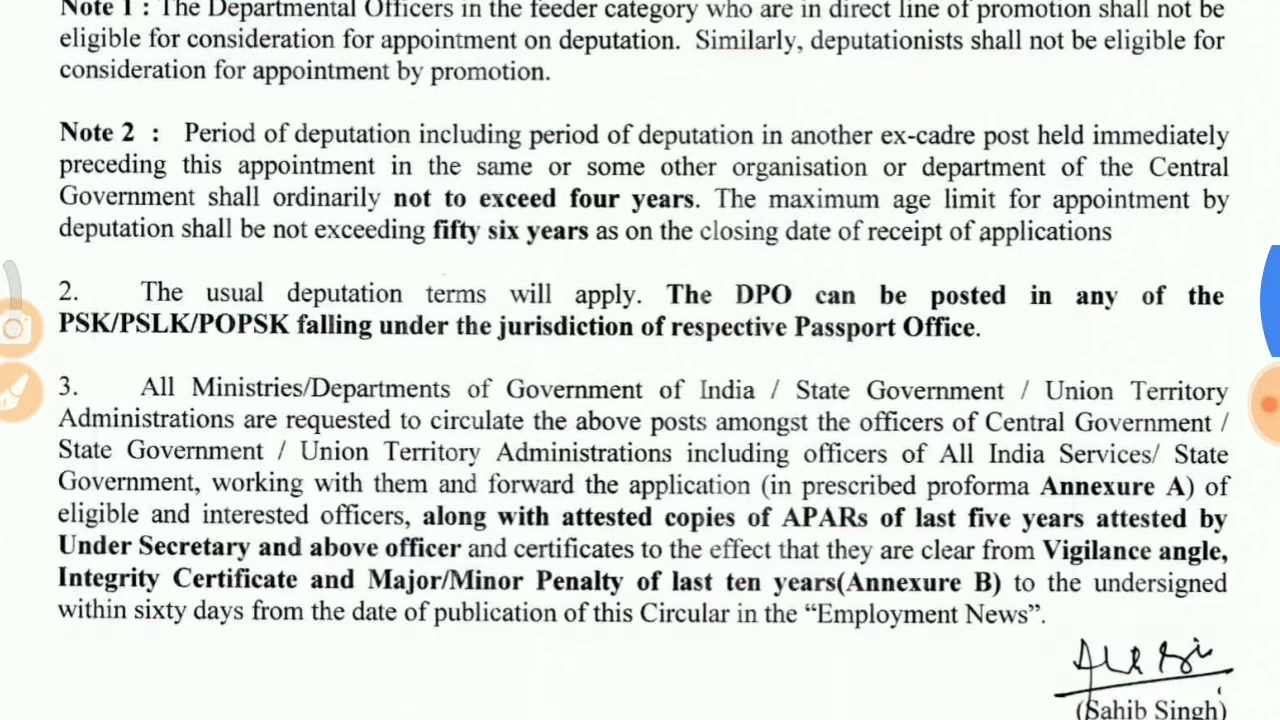 Note 1 : The Departmental Officers in the feeder category who are in direct line of promotion shall not be
eligible for consideration for appointment on deputation. Similarly, deputationists shall not be eligible for
consideration for appointment by promotion.
Note 2 : Period of deputation including period of deputation in another ex-cadre post held immediately
preceding this appointment in the same or some other organisation or department of the Central
Government shall ordinarily not to exceed four years. The maximum age limit for appointment by
deputation shall be not exceeding fifty six years as on the closing date of receipt of applications
2. The usual deputation terms will apply. The DPO can be posted in any of the
PSK/PSLK/POPSK falling under the jurisdiction of respective Passport Office.
3. All Ministries/Departments of Government of India / State Government / Union Territory
Administrations are requested to circulate the above posts amongst the officers of Central Government /
State Government / Union Territory Administrations including officers of All India Services/ State
Government, working with them and forward the application (in prescribed proforma Annexure A) of
eligible and interested officers, along with attested copies of APARs of last five years attested by
Under Secretary and above officer and certificates to the effect that they are clear from Vigilance angle,
Integrity Certificate and Major/Minor Penalty of last ten years(Annexure B) to the undersigned
within sixty days from the date of publication of this Circular in the “Employment News”.
(Sahib Singh)